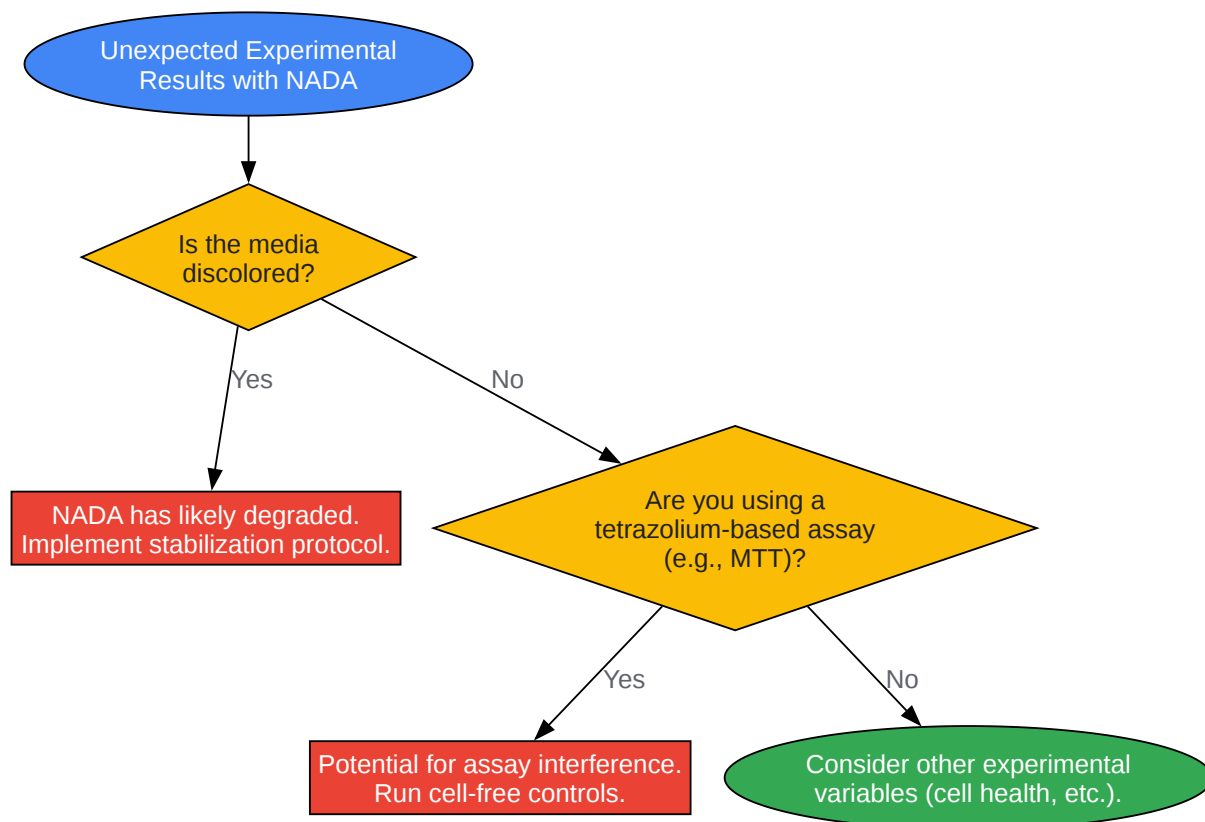 Unexpected Experimental
Results with NADA
Is the media
discolored?
Yes
No
NADA has likely degraded.
Implement stabilization protocol.
Are you using a
tetrazolium-based assay
(e.g., MTT)?
Yes
No
Potential for assay interference.
Run cell-free controls.
Consider other experimental
variables (cell health, etc.).